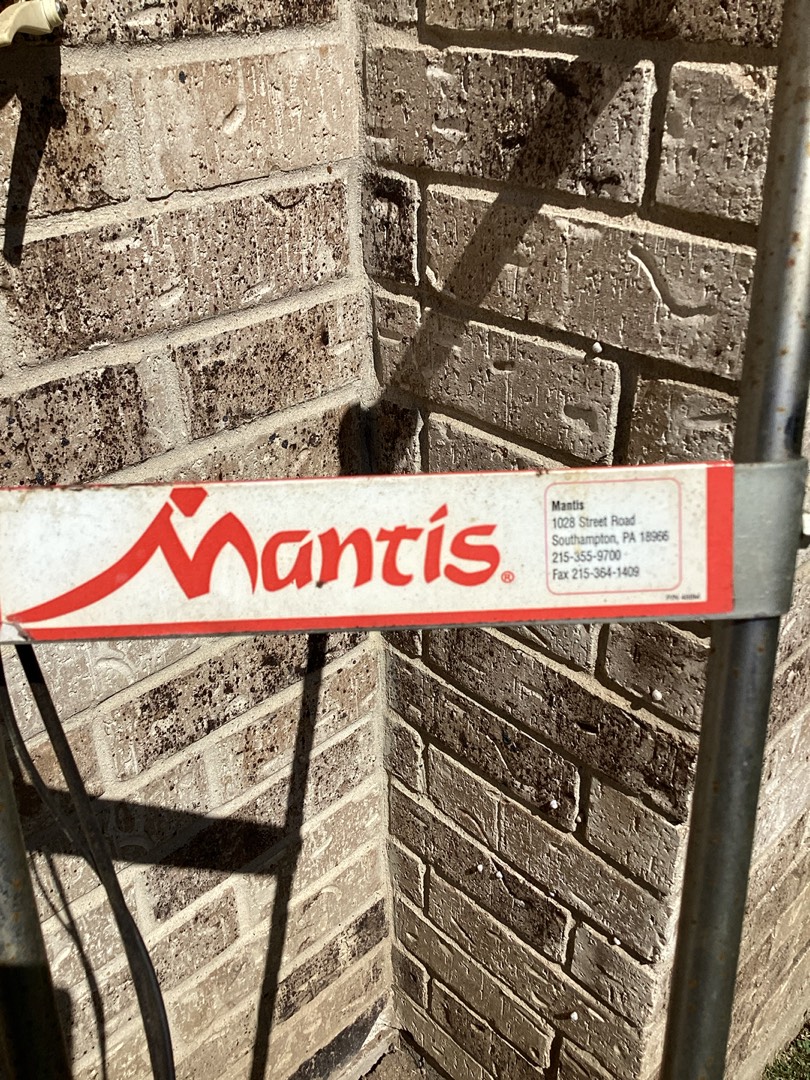 Mantis®
Mantis
1028 Street Road
Southampton, PA 18966
215-355-9700
Fax 215-364-1409